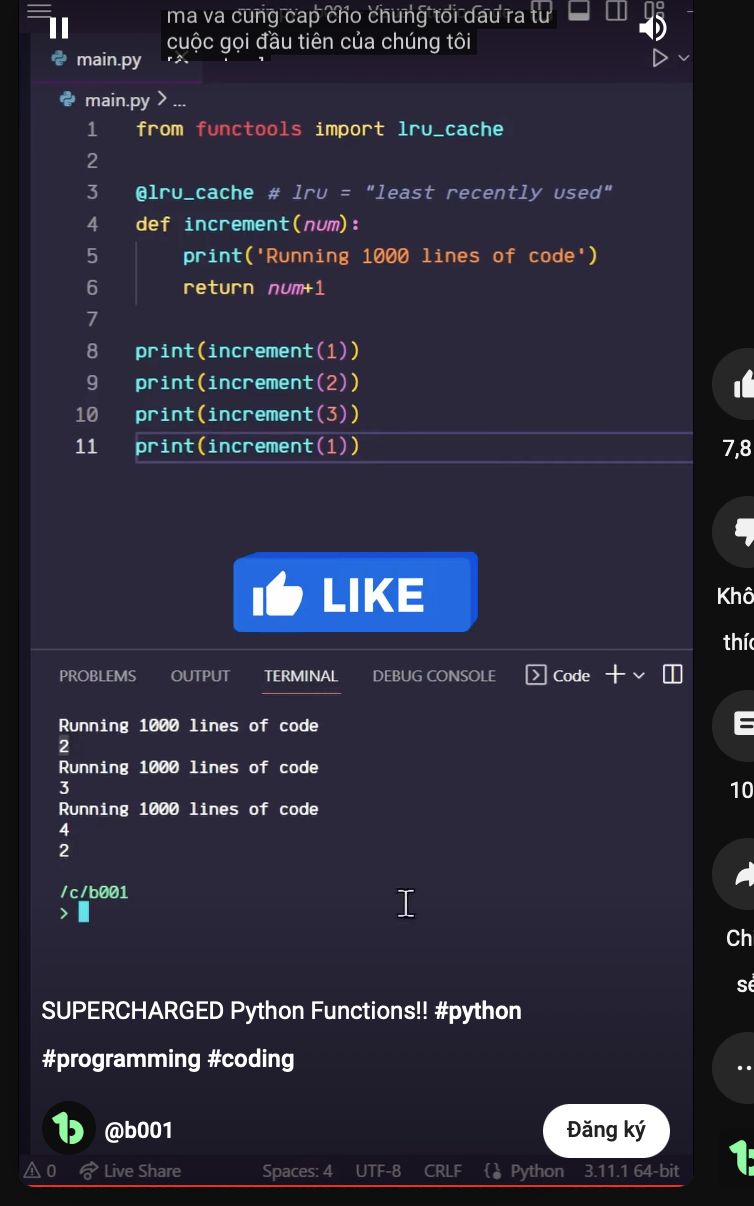 mã và cung cấp cho chúng tôi đầu ra từ
cuộc gọi đầu tiên của chúng tôi
main.py
main.py > ...
1 from functools import lru_cache
2
3 @lru_cache # lru = "least recently used"
4 def increment(num):
5 print('Running 1000 lines of code')
6 return num+1
7
8 print(increment(1))
9 print(increment(2))
10 print(increment(3))
11 print(increment(1))
LIKE
PROBLEMS OUTPUT TERMINAL DEBUG CONSOLE Code
Running 1000 lines of code
2
Running 1000 lines of code
3
Running 1000 lines of code
4
2
/c/b001
>
SUPERCHARGED Python Functions!! #python
#programming #coding
@b001
Đăng ký
0 Live Share Spaces: 4 UTF-8 CRLF Python 3.11.1 64-bit
7,8
Khô
thíc
10
Ch
sẻ